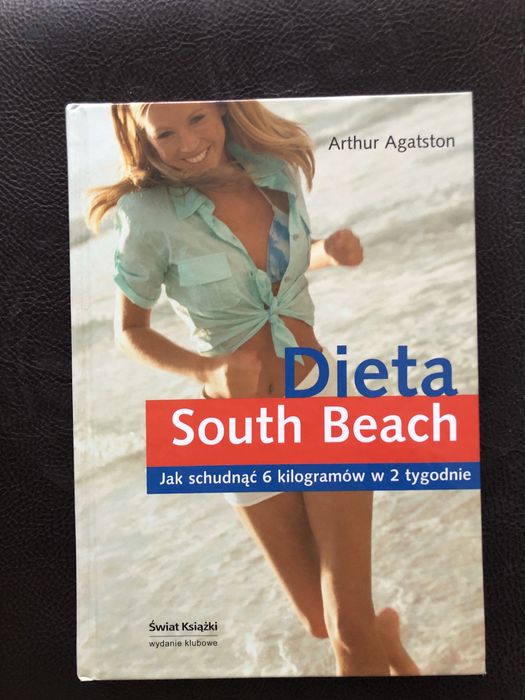 Arthur Agatston
Dieta
South Beach
Jak schudnąć 6 kilogramów w 2 tygodnie
Świat Książki
wydanie klubowe